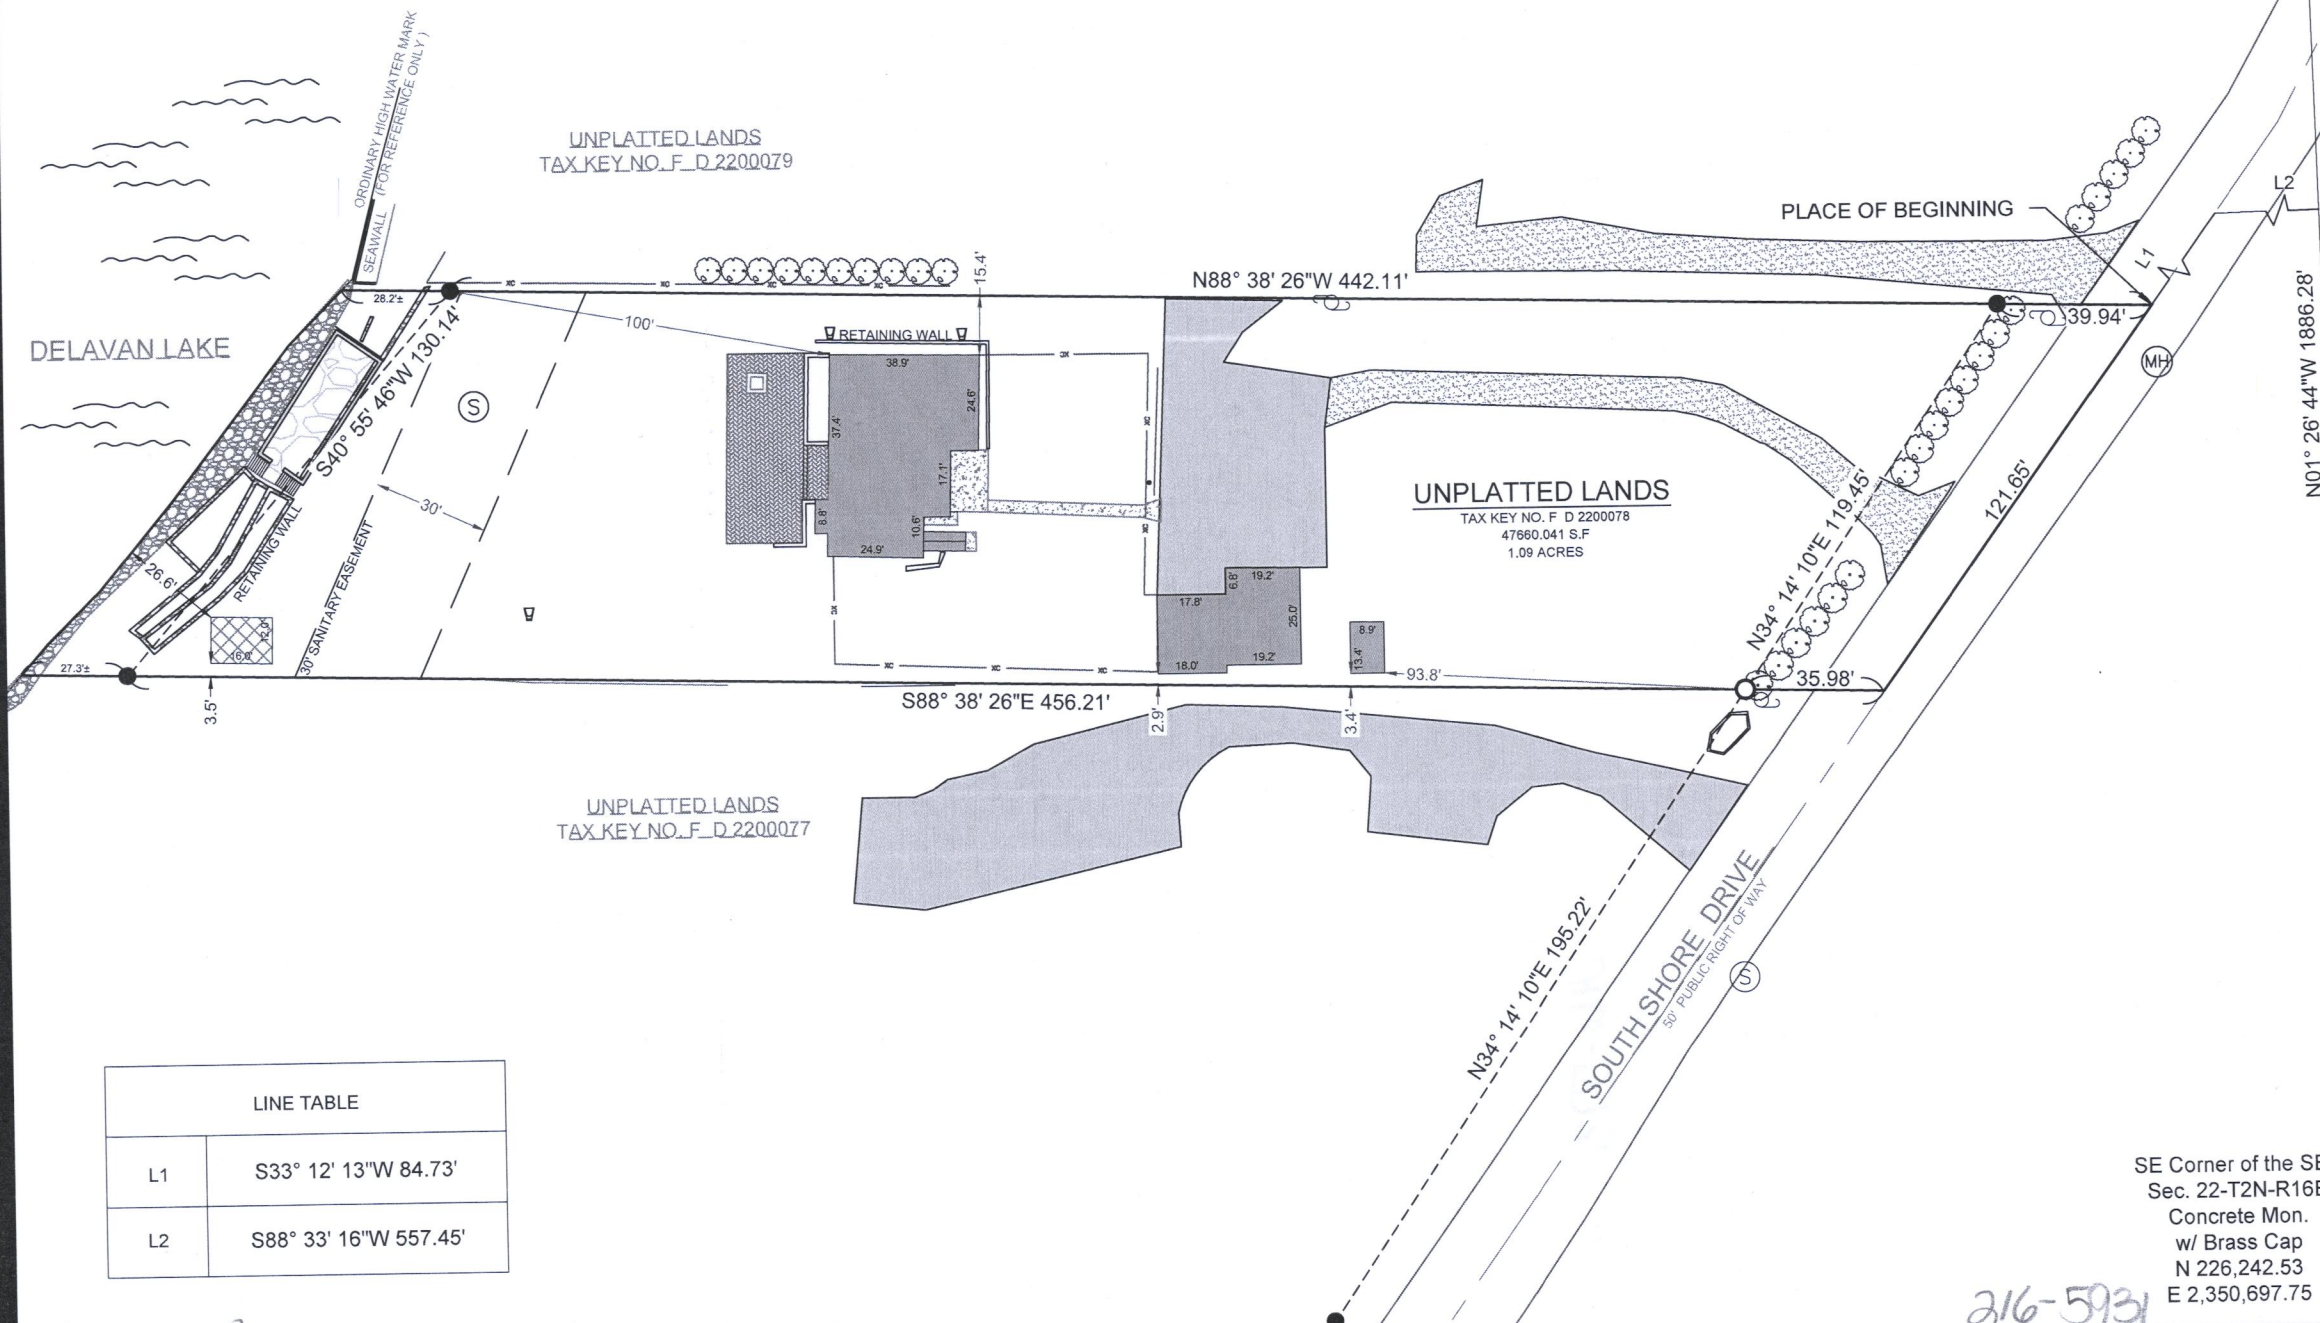 ORDINARY HIGH WATER MARK
(FOR REFERENCE ONLY)
SEAWALL
UNPLATTED LANDS
TAX KEY NO. F D 2200079
PLACE OF BEGINNING
L2
L1
N88° 38' 26"W 442.11'
15.4'
28.2'±
39.94'
N01° 26' 44"W 1886.28'
DELAVAN LAKE
S40° 55' 46"W 130.14'
100'
RETAINING WALL
MH
38.9'
24.6'
37.4'
17.1'
8.8'
10.6'
24.9'
S
30'
UNPLATTED LANDS
TAX KEY NO. F D 2200078
47660.041 S.F
1.09 ACRES
N34° 14' 10"E 119.45'
121.65'
RETAINING WALL
30' SANITARY EASEMENT
26.6'
12.0'
16.0'
6.8'
19.2'
17.8'
25.0'
18.0'
19.2'
8.9'
13.4'
93.8'
35.98'
27.3'±
3.5'
S88° 38' 26"E 456.21'
2.9'
3.4'
UNPLATTED LANDS
TAX KEY NO. F D 2200077
SOUTH SHORE DRIVE
50' PUBLIC RIGHT OF WAY
S
N34° 14' 10"E 195.22'
LINE TABLE
L1 S33° 12' 13"W 84.73'
L2 S88° 33' 16"W 557.45'
SE Corner of the SE
Sec. 22-T2N-R16E
Concrete Mon.
w/ Brass Cap
N 226,242.53
E 2,350,697.75
216-5931